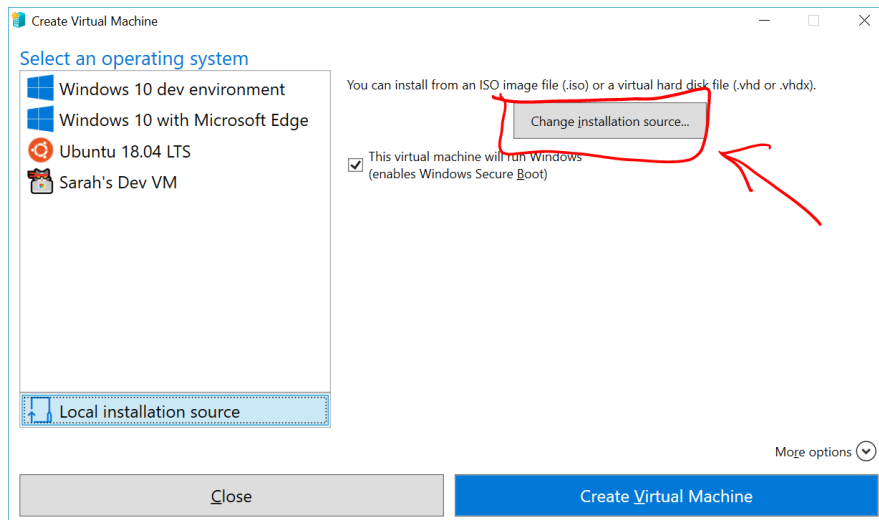 Create Virtual Machine
Select an operating system
Windows 10 dev environment
Windows 10 with Microsoft Edge
Ubuntu 18.04 LTS
Sarah's Dev VM
Local installation source
You can install from an ISO image file (.iso) or a virtual hard disk file (.vhd or .vhdx).
Change installation source...
This virtual machine will run Windows
(enables Windows Secure Boot)
More options
Close
Create Virtual Machine